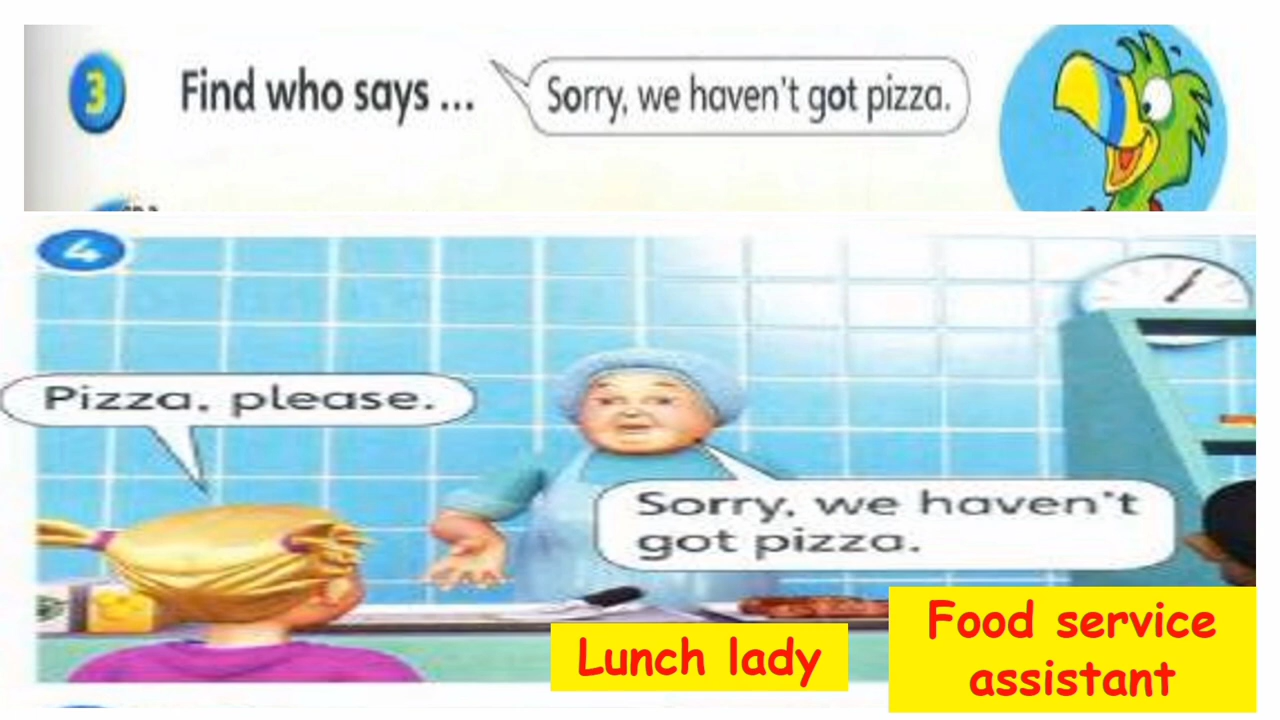 3 Find who says ... Sorry, we haven't got pizza.
4
Pizza, please.
Sorry, we haven't
got pizza.
Lunch lady
Food service
assistant